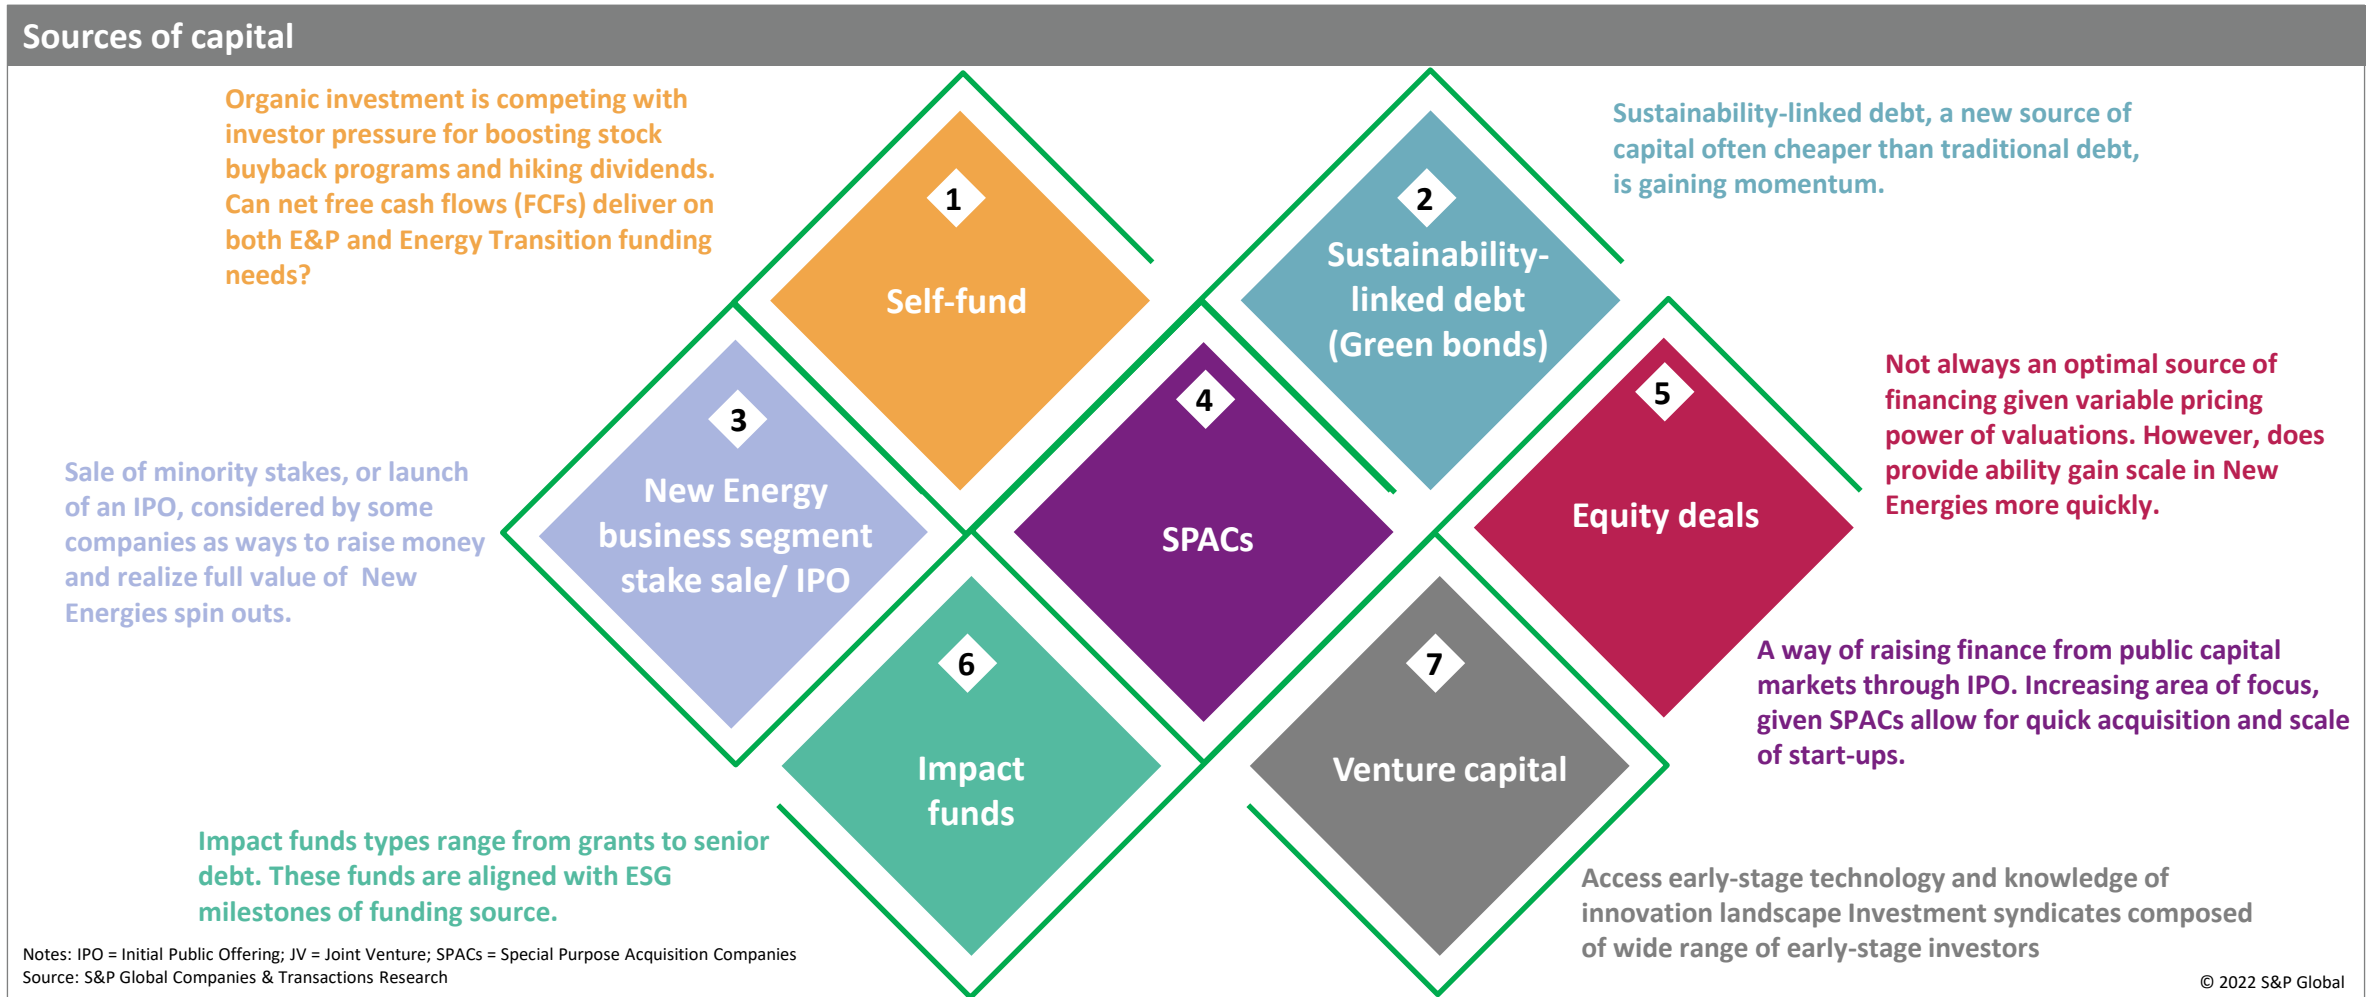 Sources of capital
Organic investment is competing with
investor pressure for boosting stock
buyback programs and hiking dividends.
Can net free cash flows (FCFs) deliver on
both E&P and Energy Transition funding
needs?
1
Self-fund
2
Sustainability-
linked debt
(Green bonds)
Sustainability-linked debt, a new source of
capital often cheaper than traditional debt,
is gaining momentum.
Sale of minority stakes, or launch
of an IPO, considered by some
companies as ways to raise money
and realize full value of  New
Energies spin outs.
3
New Energy
business segment
stake sale/ IPO
4
SPACs
5
Equity deals
Not always an optimal source of
financing given variable pricing
power of valuations. However, does
provide ability gain scale in New
Energies more quickly.
A way of raising finance from public capital
markets through IPO. Increasing area of focus,
given SPACs allow for quick acquisition and scale
of start-ups.
6
Impact
funds
Impact funds types range from grants to senior
debt. These funds are aligned with ESG
milestones of funding source.
7
Venture capital
Access early-stage technology and knowledge of
innovation landscape Investment syndicates composed
of wide range of early-stage investors
Notes: IPO = Initial Public Offering; JV = Joint Venture; SPACs = Special Purpose Acquisition Companies
Source: S&P Global Companies & Transactions Research
© 2022 S&P Global